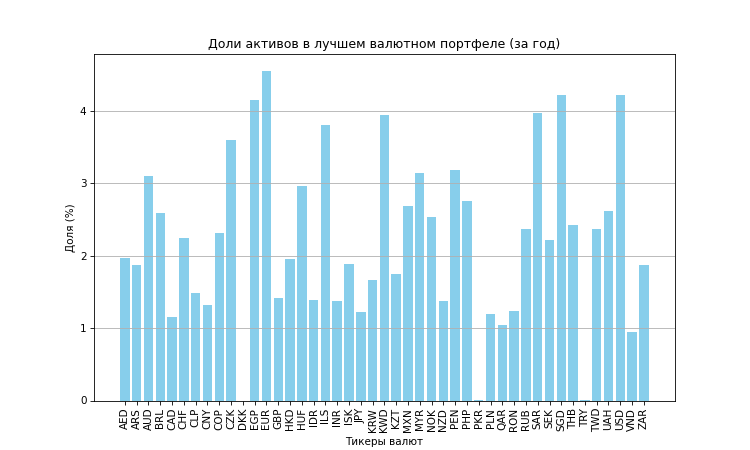 Доли активов в лучшем валютном портфеле (за год)
Доля (%)
4
3
2
1
0
AED ARS AUD BRL CAD CHF CLP CNY COP CZK DKK EGP EUR GBP HKD HUF IDR ILS INR ISK JPY KRW KWD KZT MXN MYR NOK NZD PEN PHP PKR PLN QAR RON RUB SAR SEK SGD THB TRY TWD UAH USD VND ZAR
Тикеры валют